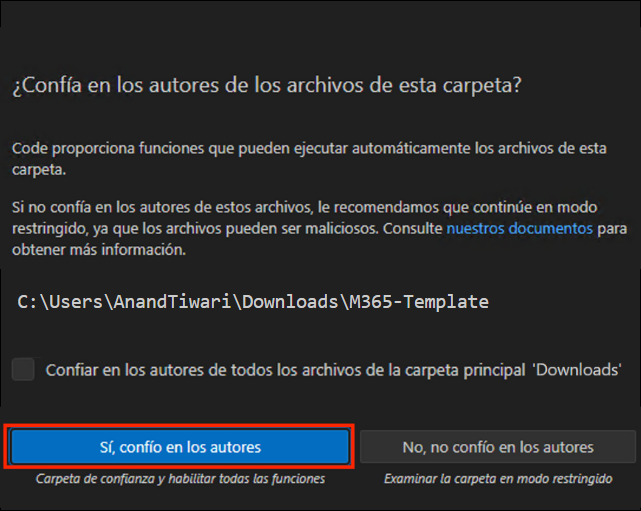 ¿Confía en los autores de los archivos de esta carpeta?
Code proporciona funciones que pueden ejecutar automáticamente los archivos de esta
carpeta.
Si no confía en los autores de estos archivos, le recomendamos que continúe en modo
restringido, ya que los archivos pueden ser maliciosos. Consulte nuestros documentos para
obtener más información.
C:\Users\AnandTiwari\Downloads\M365-Template
Confiar en los autores de todos los archivos de la carpeta principal 'Downloads'
Sí, confío en los autores
No, no confío en los autores
Carpeta de confianza y habilitar todas las funciones
Examinar la carpeta en modo restringido